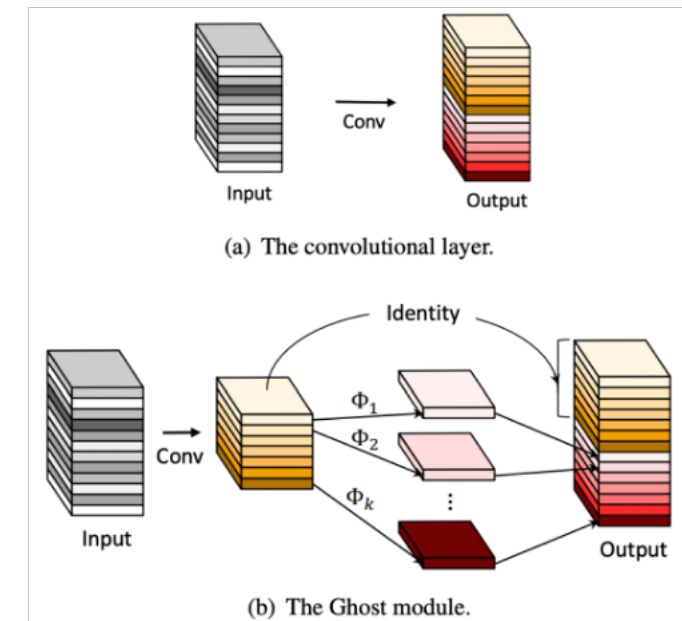 Conv
Input
Output
(a) The convolutional layer.
Identity
Φ1
Φ2
Conv
Φk
⋮
Input
Output
(b) The Ghost module.